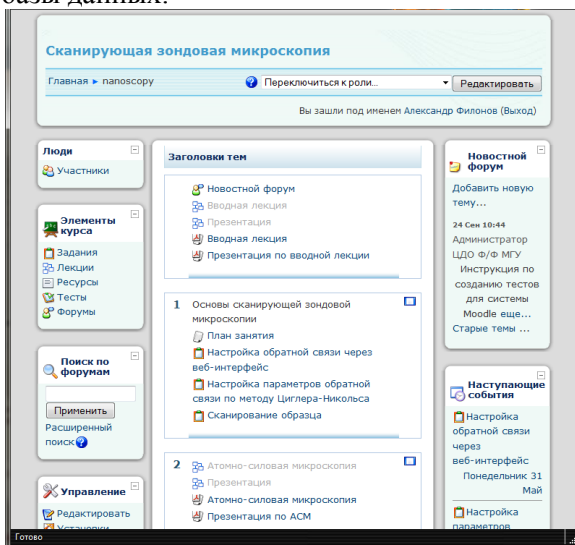 базы данных.
Сканирующая зондовая микроскопия
Главная ► nanoscopy
Переключиться к роли...
Редактировать
Вы зашли под именем Александр Филонов (Выход)
Люди
Участники
Элементы
курса
Задания
Лекции
Ресурсы
Тесты
Форумы
Поиск по
форумам
Применить
Расширенный
поиск
Управление
Редактировать
Установки
Заголовки тем
Новостной форум
Вводная лекция
Презентация
Вводная лекция
Презентация по вводной лекции
1 Основы сканирующей зондовой
микроскопии
План занятия
Настройка обратной связи через
веб-интерфейс
Настройка параметров обратной
связи по методу Циглера-Никольса
Сканирование образца
2 Атомно-силовая микроскопия
Презентация
Атомно-силовая микроскопия
Презентация по АСМ
Новостной
форум
Добавить новую
тему...
24 Сен 10:44
Администратор
ЦДО Ф/Ф МГУ
Инструкция по
созданию тестов
для системы
Moodle еще...
Старые темы ...
Наступающие
события
Настройка
обратной связи
через
веб-интерфейс
Понедельник 31
Май
Настройка
параметров
Готово